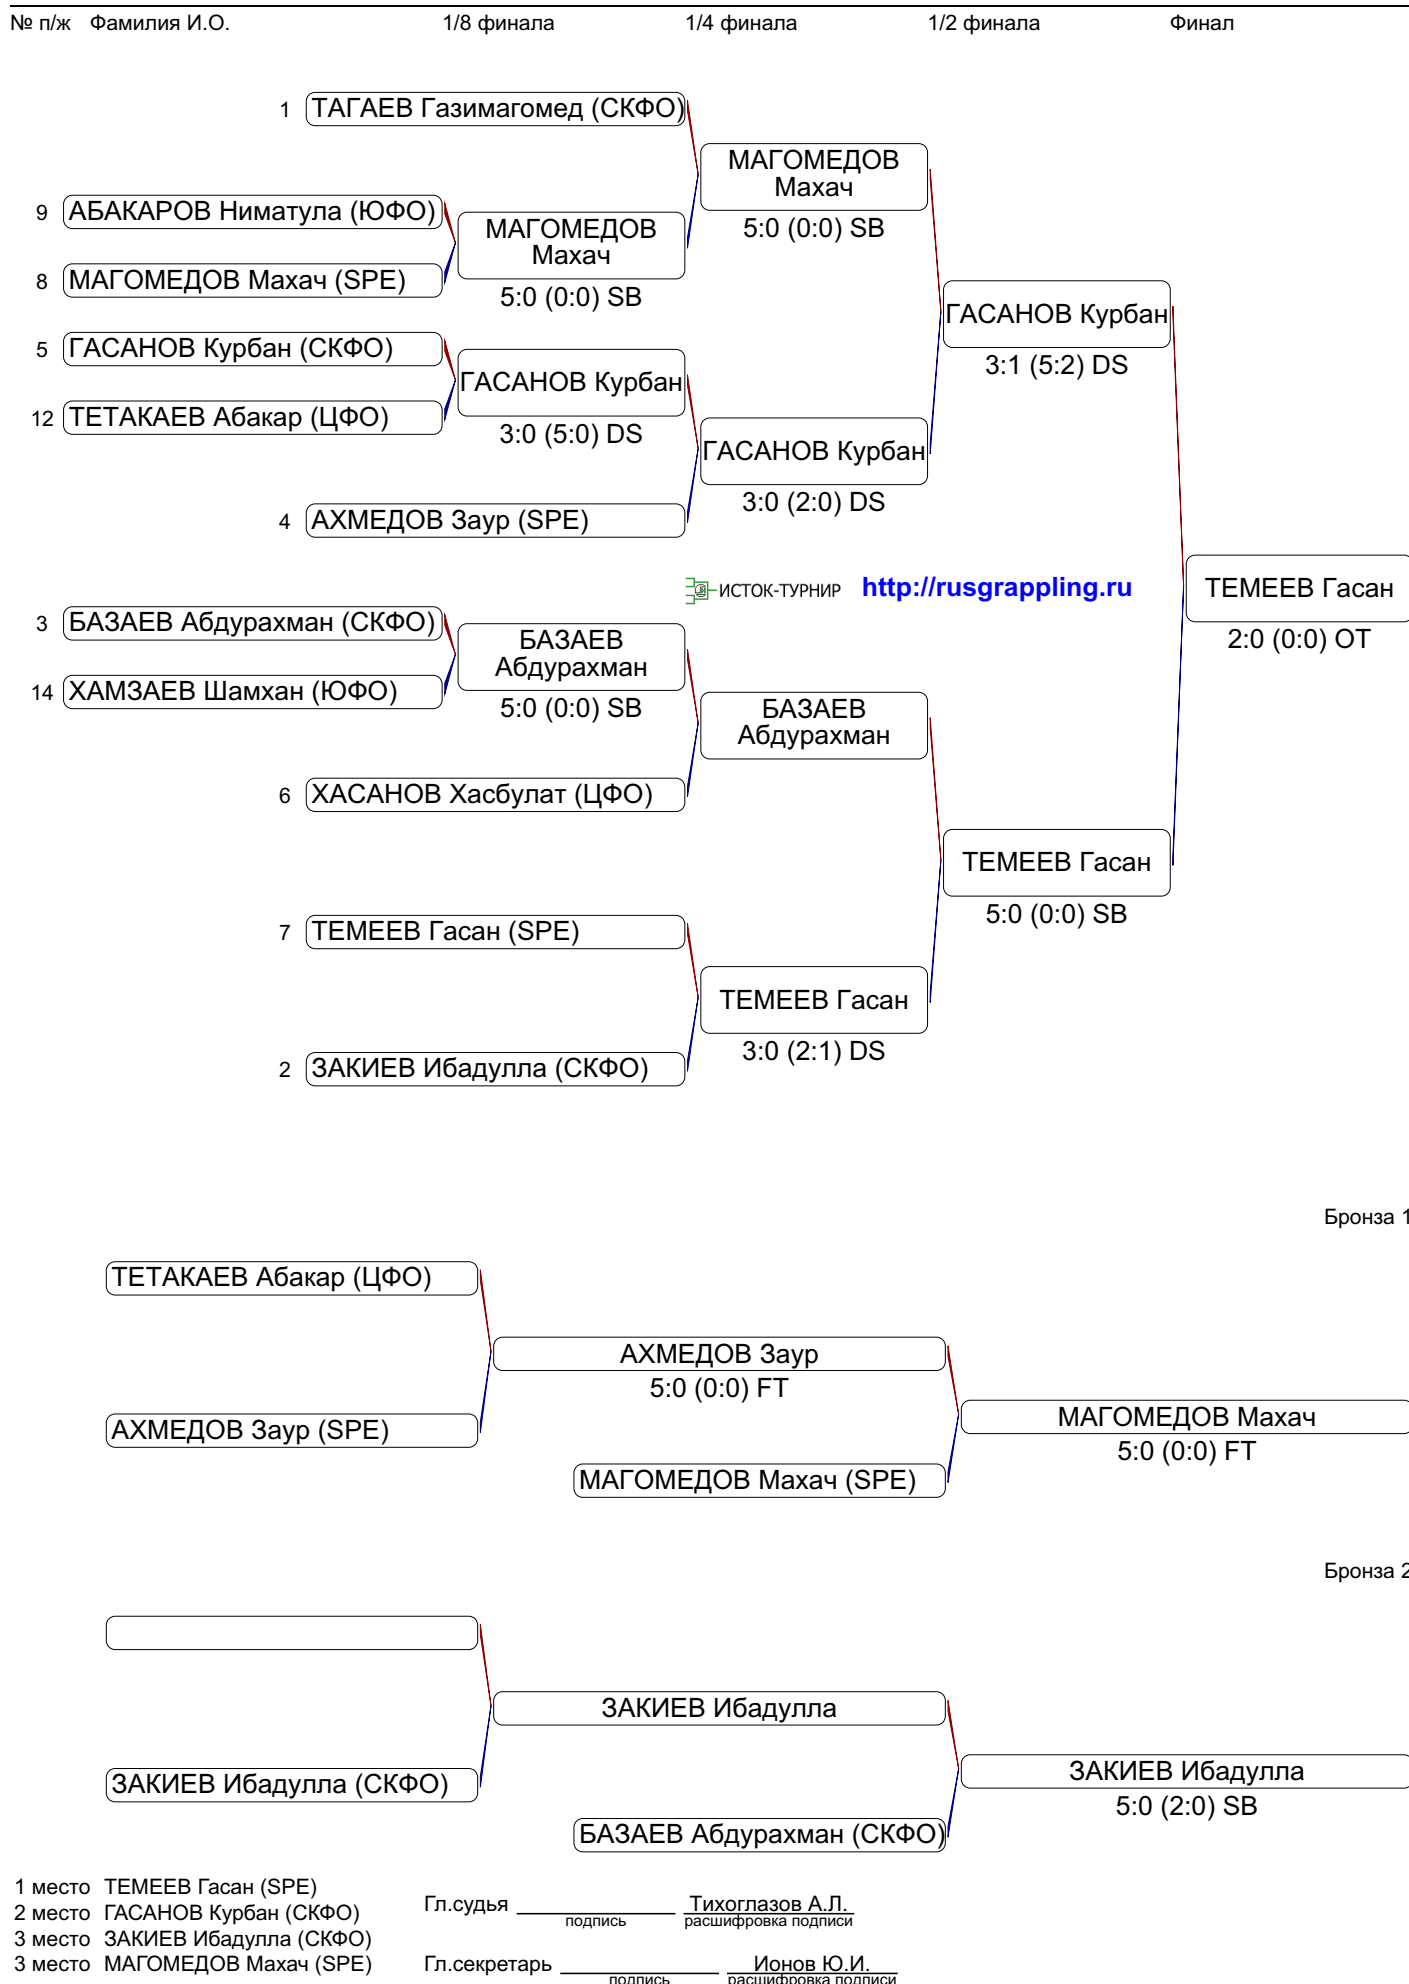 № п/ж Фамилия И.О. 1/8 финала 1/4 финала 1/2 финала Финал
1 ТАГАЕВ Газимагомед (СКФО)
МАГОМЕДОВ
Махач
5:0 (0:0) SB
9 АБАКАРОВ Ниматула (ЮФО)
МАГОМЕДОВ
Махач
5:0 (0:0) SB
8 МАГОМЕДОВ Махач (SPE)
ГАСАНОВ Курбан
3:1 (5:2) DS
5 ГАСАНОВ Курбан (СКФО)
ГАСАНОВ Курбан
3:0 (5:0) DS
12 ТЕТАКАЕВ Абакар (ЦФО)
ГАСАНОВ Курбан
3:0 (2:0) DS
4 АХМЕДОВ Заур (SPE)
ИСТОК-ТУРНИР http://rusgrappling.ru
ТЕМЕЕВ Гасан
2:0 (0:0) OT
3 БАЗАЕВ Абдурахман (СКФО)
БАЗАЕВ
Абдурахман
5:0 (0:0) SB
14 ХАМЗАЕВ Шамхан (ЮФО)
БАЗАЕВ
Абдурахман
6 ХАСАНОВ Хасбулат (ЦФО)
ТЕМЕЕВ Гасан
5:0 (0:0) SB
7 ТЕМЕЕВ Гасан (SPE)
ТЕМЕЕВ Гасан
3:0 (2:1) DS
2 ЗАКИЕВ Ибадулла (СКФО)
Бронза 1
ТЕТАКАЕВ Абакар (ЦФО)
АХМЕДОВ Заур
5:0 (0:0) FT
АХМЕДОВ Заур (SPE)
МАГОМЕДОВ Махач
5:0 (0:0) FT
МАГОМЕДОВ Махач (SPE)
Бронза 2
ЗАКИЕВ Ибадулла
ЗАКИЕВ Ибадулла (СКФО)
ЗАКИЕВ Ибадулла
5:0 (2:0) SB
БАЗАЕВ Абдурахман (СКФО)
1 место ТЕМЕЕВ Гасан (SPE)
2 место ГАСАНОВ Курбан (СКФО)
3 место ЗАКИЕВ Ибадулла (СКФО)
3 место МАГОМЕДОВ Махач (SPE)
Гл.судья Тихоглазов А.Л.
подпись расшифровка подписи
Гл.секретарь Ионов Ю.И.
подпись расшифровка подписи